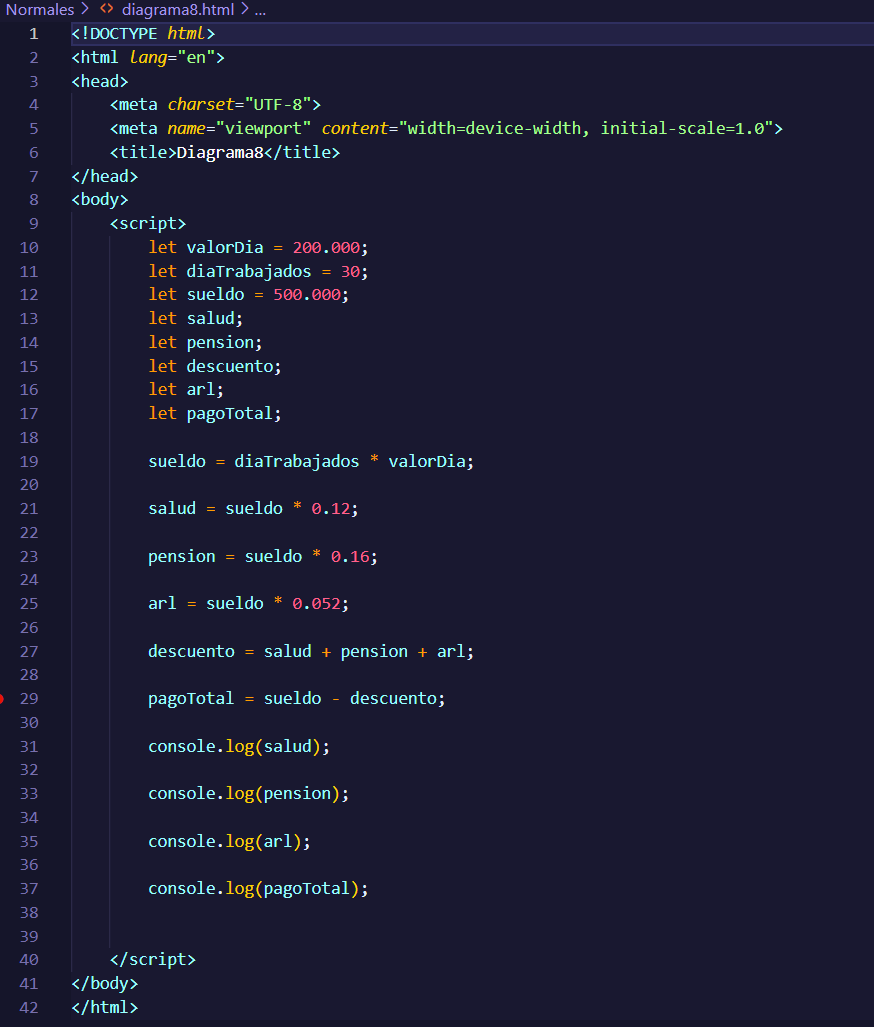 Normales > <> diagrama8.html > ...
1 <!DOCTYPE html>
2 <html lang="en">
3 <head>
4     <meta charset="UTF-8">
5     <meta name="viewport" content="width=device-width, initial-scale=1.0">
6     <title>Diagrama8</title>
7 </head>
8 <body>
9     <script>
10         let valorDia = 200.000;
11         let diaTrabajados = 30;
12         let sueldo = 500.000;
13         let salud;
14         let pension;
15         let descuento;
16         let arl;
17         let pagoTotal;
18
19         sueldo = diaTrabajados * valorDia;
20
21         salud = sueldo * 0.12;
22
23         pension = sueldo * 0.16;
24
25         arl = sueldo * 0.052;
26
27         descuento = salud + pension + arl;
28
29         pagoTotal = sueldo - descuento;
30
31         console.log(salud);
32
33         console.log(pension);
34
35         console.log(arl);
36
37         console.log(pagoTotal);
38
39
40     </script>
41 </body>
42 </html>